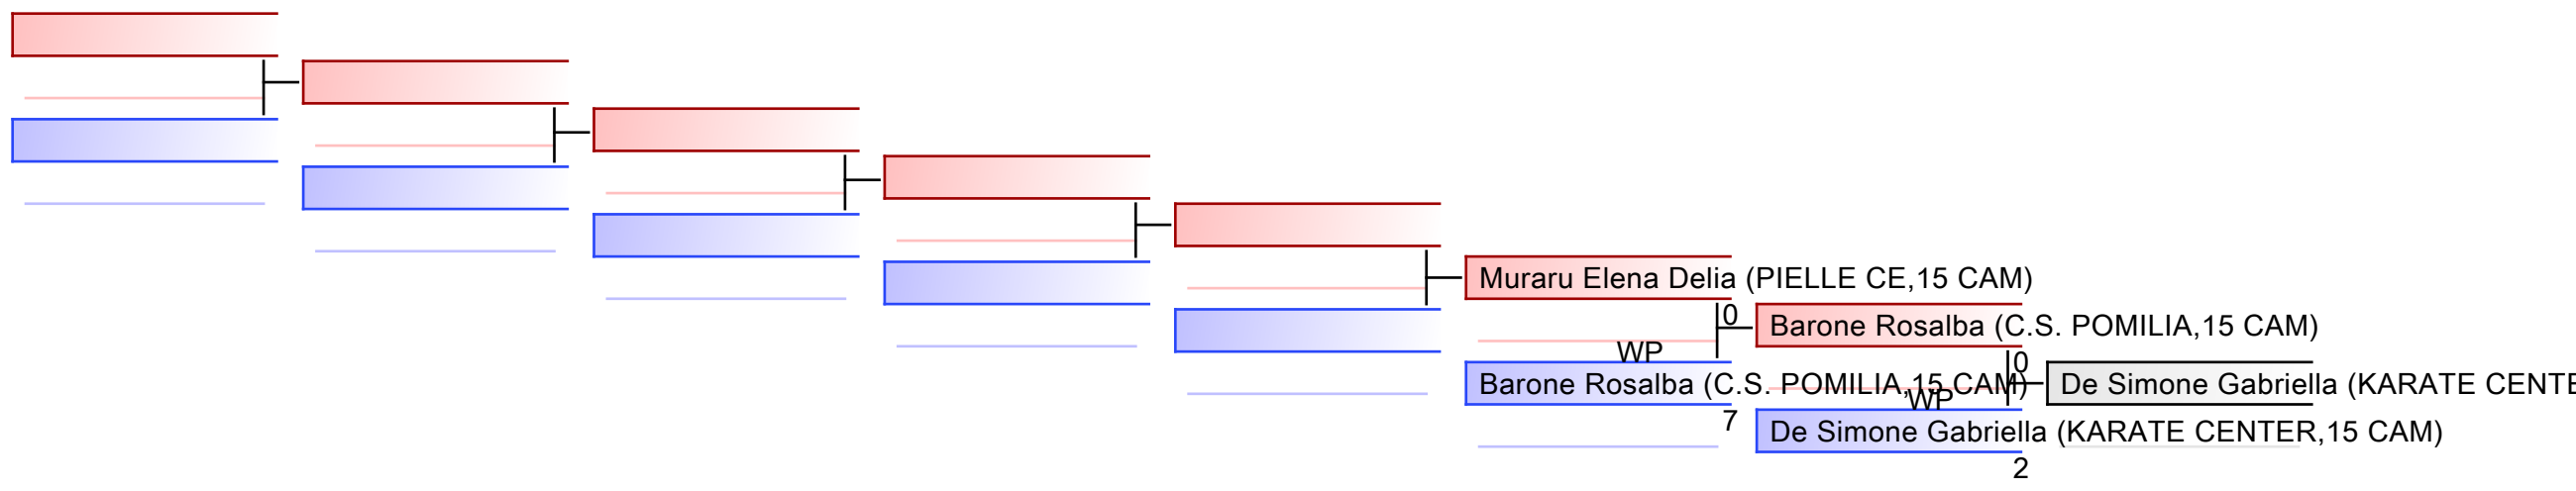 Muraru Elena Delia (PIELLE CE,15 CAM)
0
Barone Rosalba (C.S. POMILIA,15 CAM)
WP
0
Barone Rosalba (C.S. POMILIA,15 CAM)
De Simone Gabriella (KARATE CENTE
WP
7
De Simone Gabriella (KARATE CENTER,15 CAM)
2